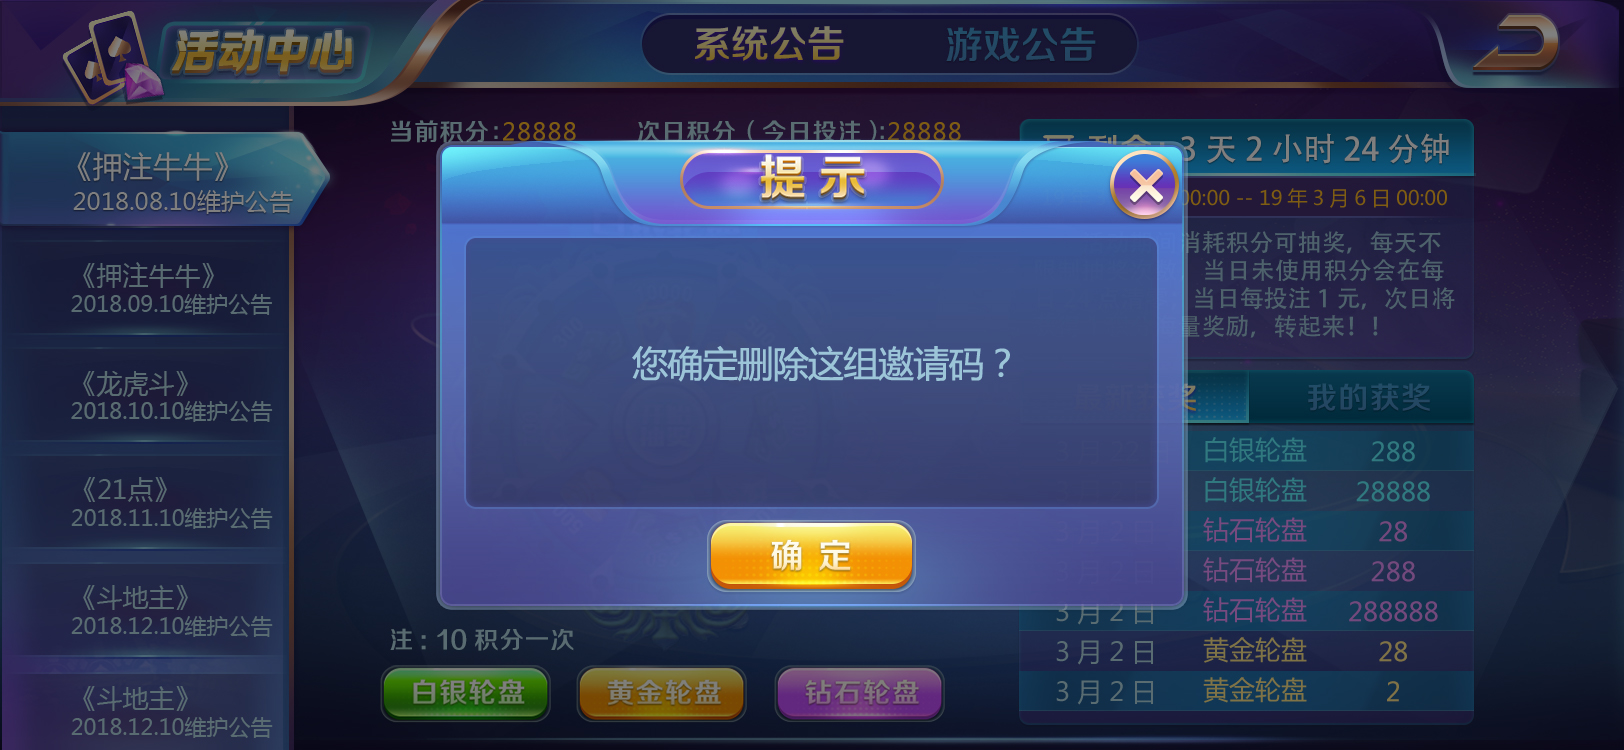 活动中心
系统公告
游戏公告
《押注牛牛》
2018.08.10维护公告
《押注牛牛》
2018.09.10维护公告
《龙虎斗》
2018.10.10维护公告
《21点》
2018.11.10维护公告
《斗地主》
2018.12.10维护公告
《斗地主》
2018.12.10维护公告
当前积分:28888
次日积分(今日投注):28888
3 天 2 小时 24 分钟
00:00 -- 19 年 3 月 6 日 00:00
消耗积分可抽奖，每天不
当日未使用积分会在每
当日每投注 1 元，次日将
量奖励，转起来！！
提示
您确定删除这组邀请码？
确定
奖
我的获奖
白银轮盘 288
白银轮盘 28888
钻石轮盘 28
钻石轮盘 288
3 月 2 日 钻石轮盘 288888
3 月 2 日 黄金轮盘 28
3 月 2 日 黄金轮盘 2
注:10 积分一次
白银轮盘
黄金轮盘
钻石轮盘